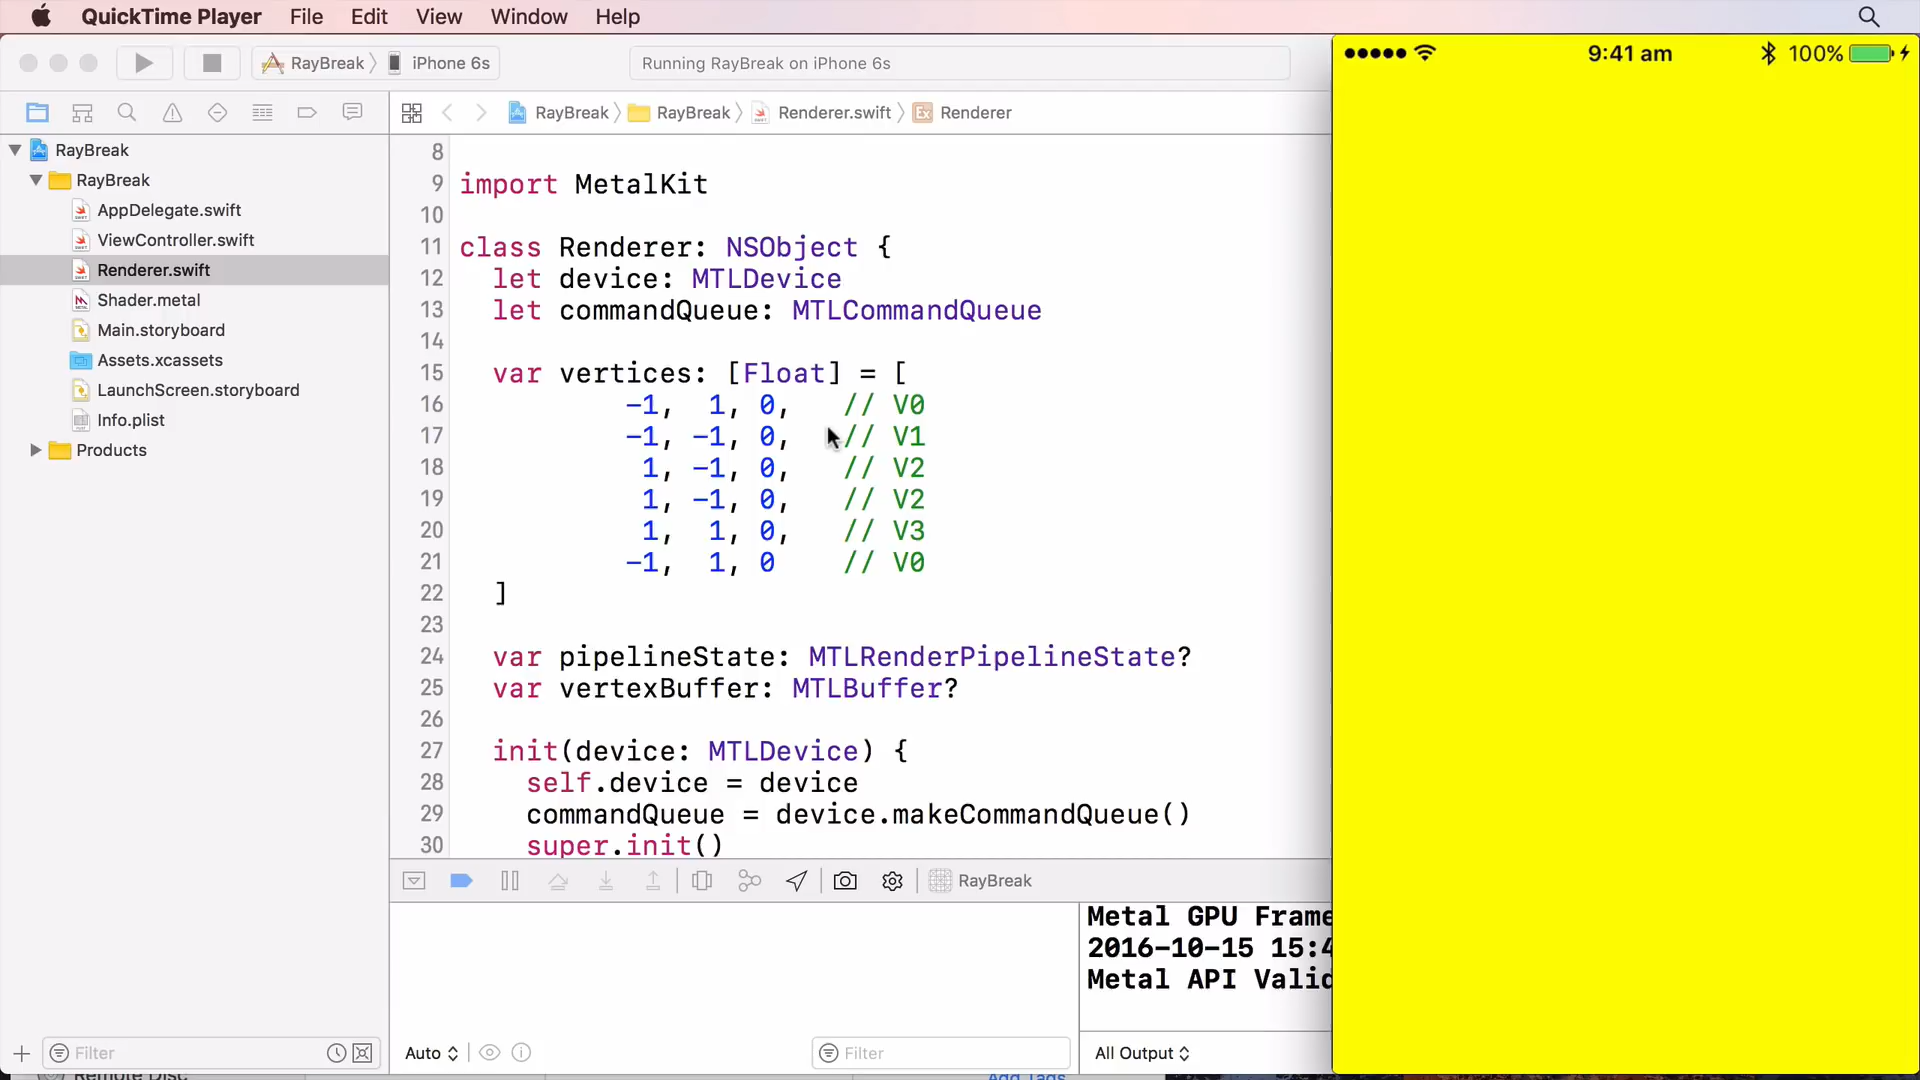 QuickTime Player File Edit View Window Help
RayBreak iPhone 6s
Running RayBreak on iPhone 6s
9:41 am 100%
RayBreak RayBreak Renderer.swift Ex Renderer
RayBreak
RayBreak
AppDelegate.swift
ViewController.swift
Renderer.swift
Shader.metal
Main.storyboard
Assets.xcassets
LaunchScreen.storyboard
Info.plist
Products
8
9 import MetalKit
10
11 class Renderer: NSObject {
12 let device: MTLDevice
13 let commandQueue: MTLCommandQueue
14
15 var vertices: [Float] = [
16 -1, 1, 0, // V0
17 -1, -1, 0, // V1
18 1, -1, 0, // V2
19 1, -1, 0, // V2
20 1, 1, 0, // V3
21 -1, 1, 0 // V0
22 ]
23
24 var pipelineState: MTLRenderPipelineState?
25 var vertexBuffer: MTLBuffer?
26
27 init(device: MTLDevice) {
28 self.device = device
29 commandQueue = device.makeCommandQueue()
30 super.init()
RayBreak
Metal GPU Frame
2016-10-15 15:4
Metal API Valid
Filter
Auto
Filter
All Output
Remote Disc
Add Tags